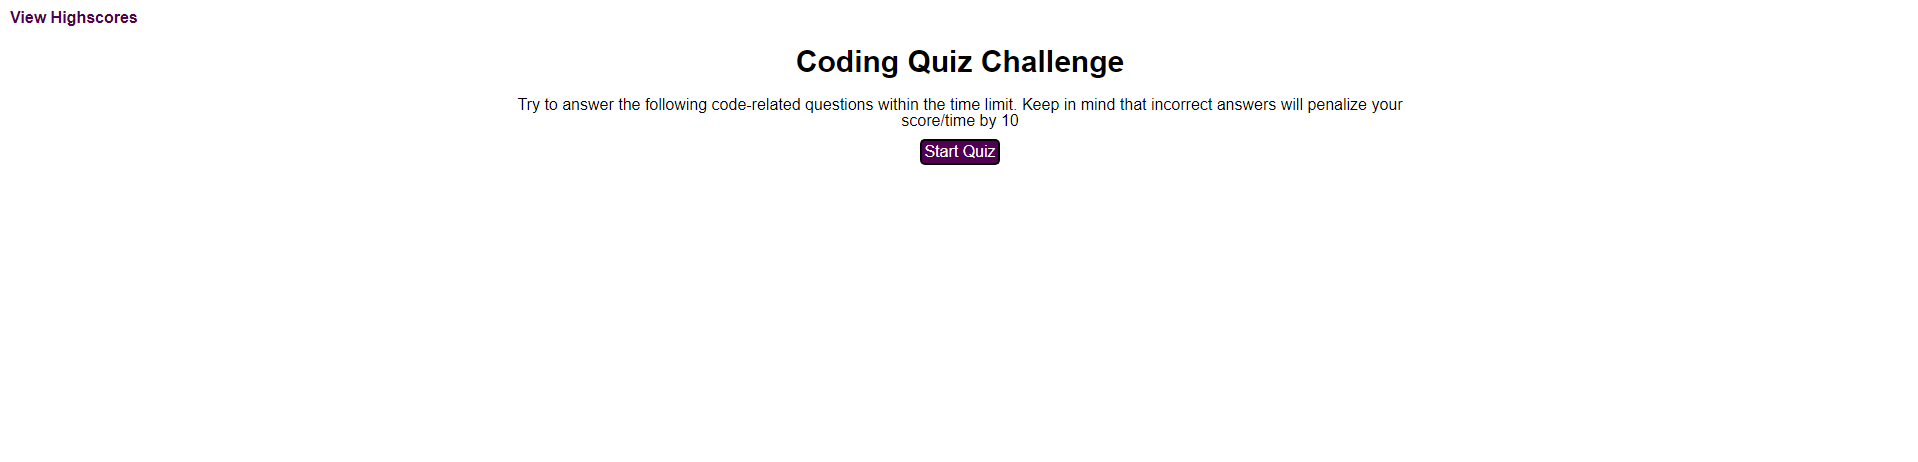 View Highscores
Coding Quiz Challenge
Try to answer the following code-related questions within the time limit. Keep in mind that incorrect answers will penalize your
score/time by 10
Start Quiz